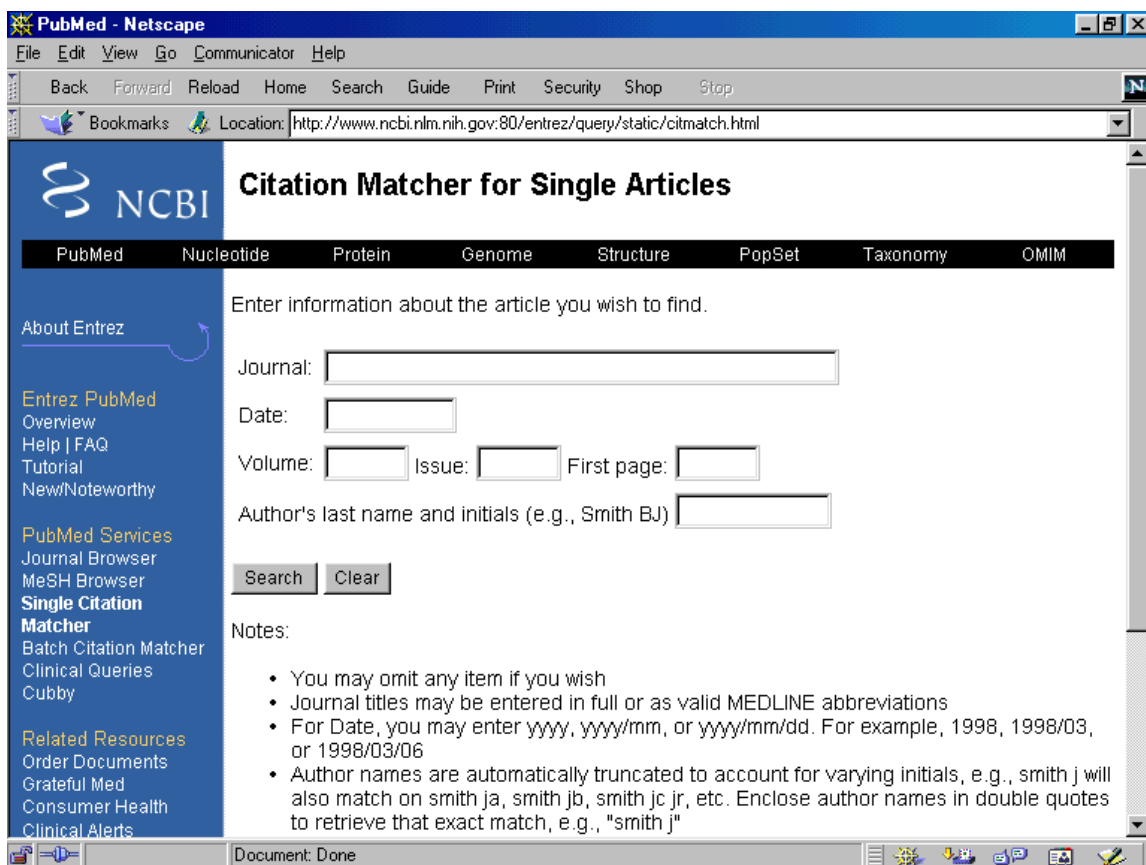 PubMed - Netscape
File Edit View Go Communicator Help
Back Forward Reload Home Search Guide Print Security Shop Stop
N
Bookmarks Location: http://www.ncbi.nlm.nih.gov:80/entrez/query/static/citmatch.html
NCBI
Citation Matcher for Single Articles
PubMed Nucleotide Protein Genome Structure PopSet Taxonomy OMIM
About Entrez
Entrez PubMed
Overview
Help | FAQ
Tutorial
New/Noteworthy
PubMed Services
Journal Browser
MeSH Browser
Single Citation
Matcher
Batch Citation Matcher
Clinical Queries
Cubby
Related Resources
Order Documents
Grateful Med
Consumer Health
Clinical Alerts
Enter information about the article you wish to find.
Journal:
Date:
Volume: Issue: First page:
Author's last name and initials (e.g., Smith BJ)
Search Clear
Notes:
• You may omit any item if you wish
• Journal titles may be entered in full or as valid MEDLINE abbreviations
• For Date, you may enter yyyy, yyyy/mm, or yyyy/mm/dd. For example, 1998, 1998/03,
or 1998/03/06
• Author names are automatically truncated to account for varying initials, e.g., smith j will
also match on smith ja, smith jb, smith jc jr, etc. Enclose author names in double quotes
to retrieve that exact match, e.g., "smith j"
Document: Done